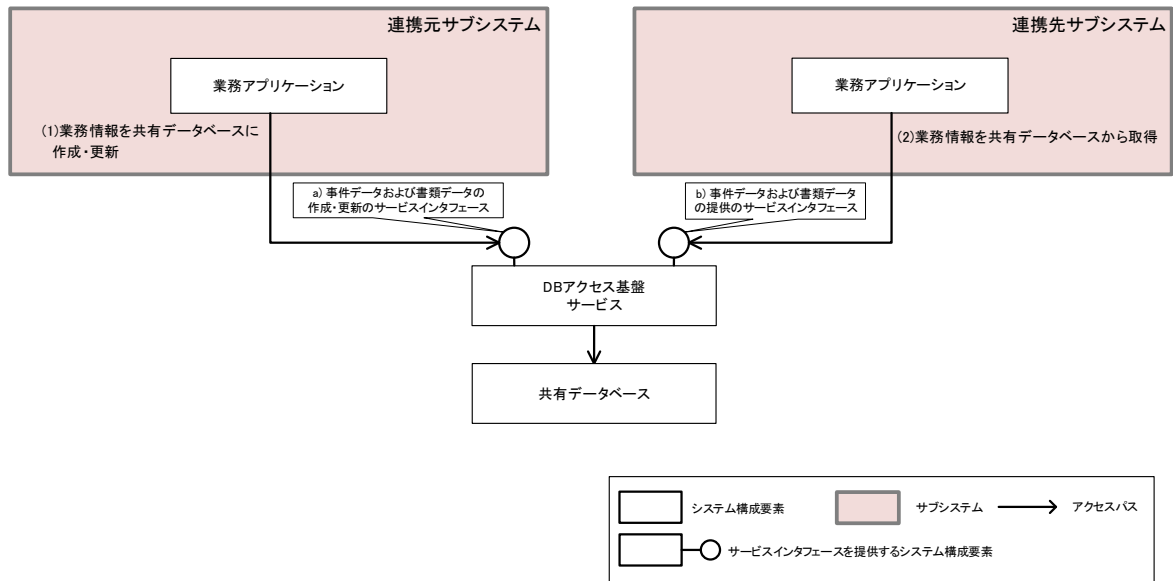 連携元サブシステム
業務アプリケーション
(1)業務情報を共有データベースに
作成・更新
連携先サブシステム
業務アプリケーション
(2)業務情報を共有データベースから取得
a) 事件データおよび書類データの
作成・更新のサービスインタフェース
b) 事件データおよび書類データ
の提供のサービスインタフェース
DBアクセス基盤
サービス
共有データベース
システム構成要素
サブシステム
アクセスパス
サービスインタフェースを提供するシステム構成要素